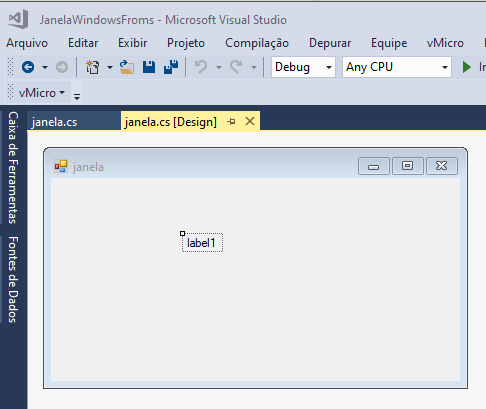 JanelaWindowsFroms - Microsoft Visual Studio
Arquivo Editar Exibir Projeto Compilação Depurar Equipe vMicro
Debug Any CPU
vMicro
janela.cs janela.cs [Design]
Caixa de Ferramentas
Fontes de Dados
janela
label1